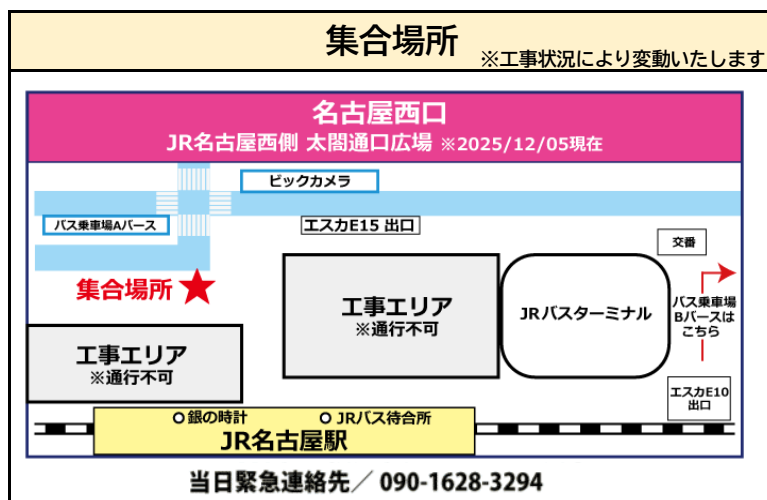 集合場所 ※工事状況により変動いたします
名古屋西口
JR名古屋西側 太閤通口広場 ※2025/12/05現在
ビックカメラ
バス乗車場Aバース
エスカE15 出口
交番
集合場所
工事エリア
※通行不可
JRバスターミナル
バス乗車場
Bバースは
こちら
工事エリア
※通行不可
エスカE10
出口
銀の時計
JRバス待合所
JR名古屋駅
当日緊急連絡先／ 090-1628-3294